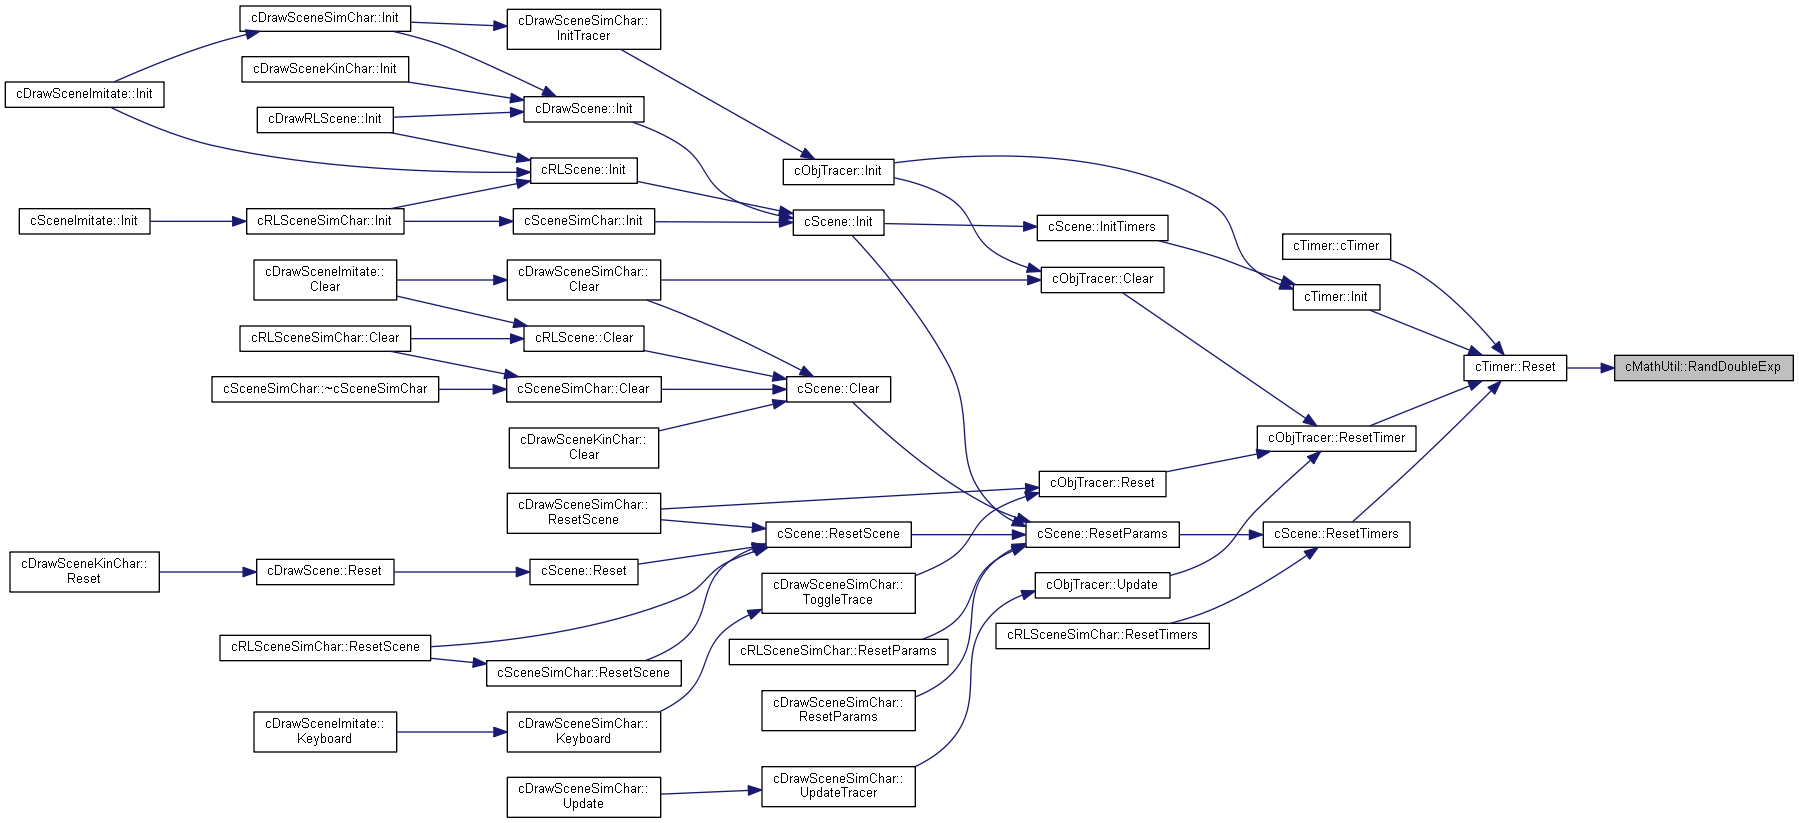 cDrawSceneSimChar::Init
cDrawSceneSimChar::
InitTracer
cDrawSceneKinChar::Init
cDrawSceneImitate::Init
cDrawScene::Init
cDrawRLScene::Init
cRLScene::Init
cObjTracer::Init
cSceneImitate::Init
cRLSceneSimChar::Init
cSceneSimChar::Init
cScene::Init
cScene::InitTimers
cTimer::cTimer
cDrawSceneImitate::
Clear
cDrawSceneSimChar::
Clear
cObjTracer::Clear
cTimer::Init
cRLSceneSimChar::Clear
cRLScene::Clear
cTimer::Reset
cMathUtil::RandDoubleExp
cSceneSimChar::~cSceneSimChar
cSceneSimChar::Clear
cScene::Clear
cDrawSceneKinChar::
Clear
cObjTracer::ResetTimer
cObjTracer::Reset
cDrawSceneSimChar::
ResetScene
cScene::ResetScene
cScene::ResetParams
cScene::ResetTimers
cDrawSceneKinChar::
Reset
cDrawScene::Reset
cScene::Reset
cDrawSceneSimChar::
ToggleTrace
cObjTracer::Update
cRLSceneSimChar::ResetTimers
cRLSceneSimChar::ResetScene
cRLSceneSimChar::ResetParams
cSceneSimChar::ResetScene
cDrawSceneSimChar::
ResetParams
cDrawSceneImitate::
Keyboard
cDrawSceneSimChar::
Keyboard
cDrawSceneSimChar::
UpdateTracer
cDrawSceneSimChar::
Update